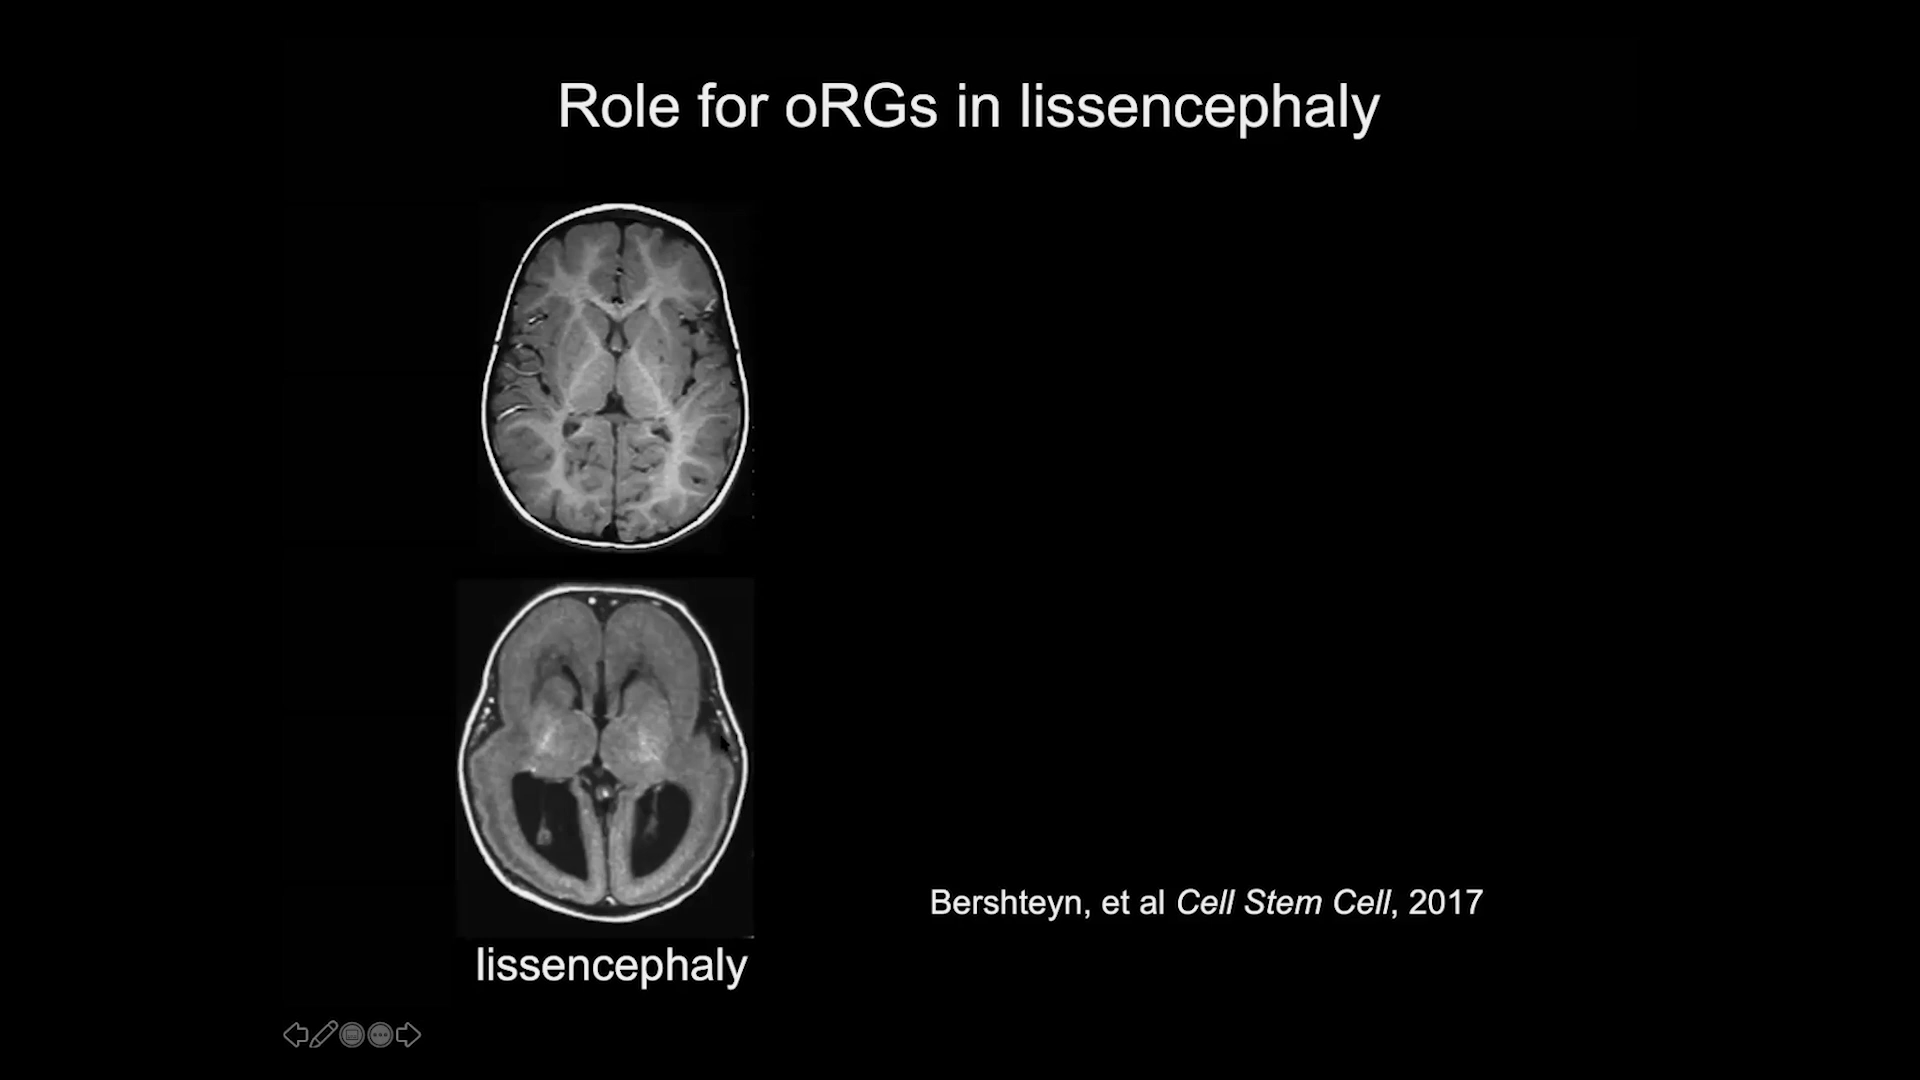 Role for oRGs in lissencephaly
Bershteyn, et al Cell Stem Cell, 2017
lissencephaly